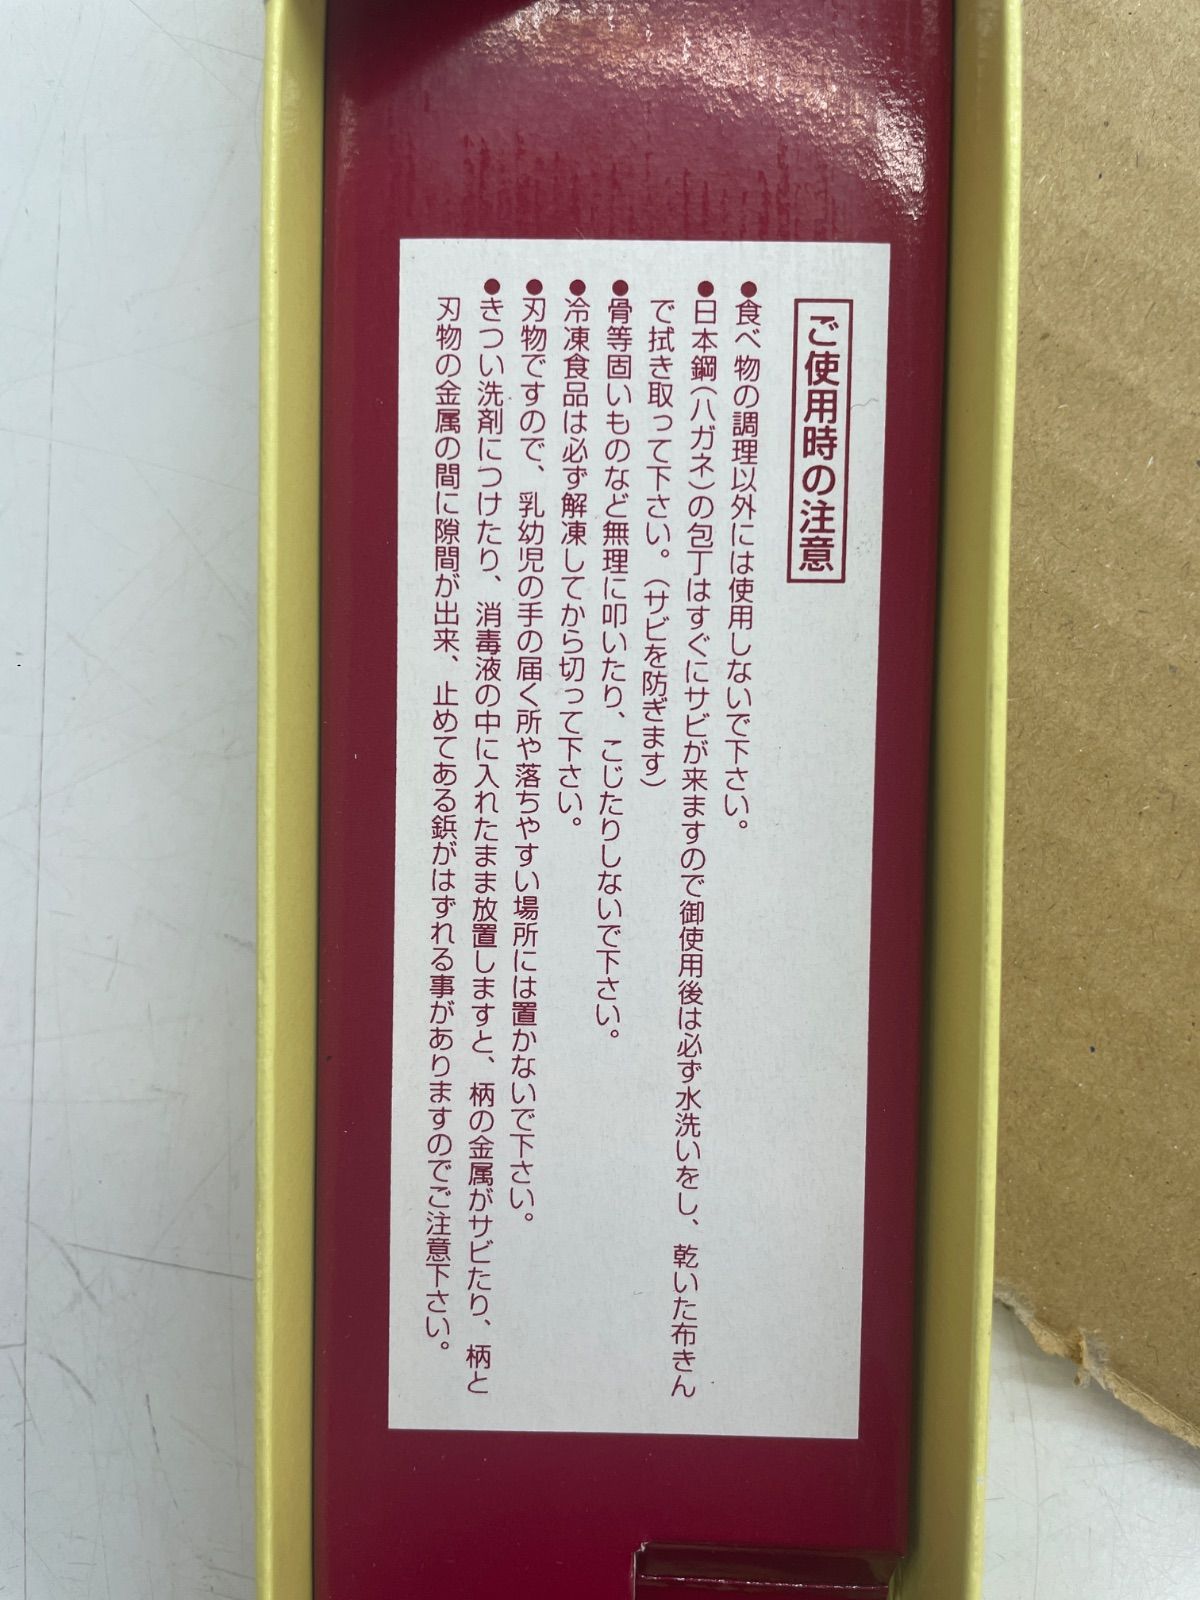 ご使用時の注意
●食べ物の調理以外には使用しないで下さい。
●日本鋼(ハガネ)の包丁はすぐにサビが来ますので御使用後は必ず水洗いをし、乾いた布きん
で拭き取って下さい。(サビを防ぎます)
●骨等固いものなど無理に叩いたり、こじたりしないで下さい。
●冷凍食品は必ず解凍してから切って下さい。
●刃物ですので、乳幼児の手の届く所や落ちやすい場所には置かないで下さい。
●きつい洗剤につけたり、消毒液の中に入れたまま放置しますと、柄の金属がサビたり、柄と
刃物の金属の間に隙間が出来、止めてある鋲がはずれる事がありますのでご注意下さい。